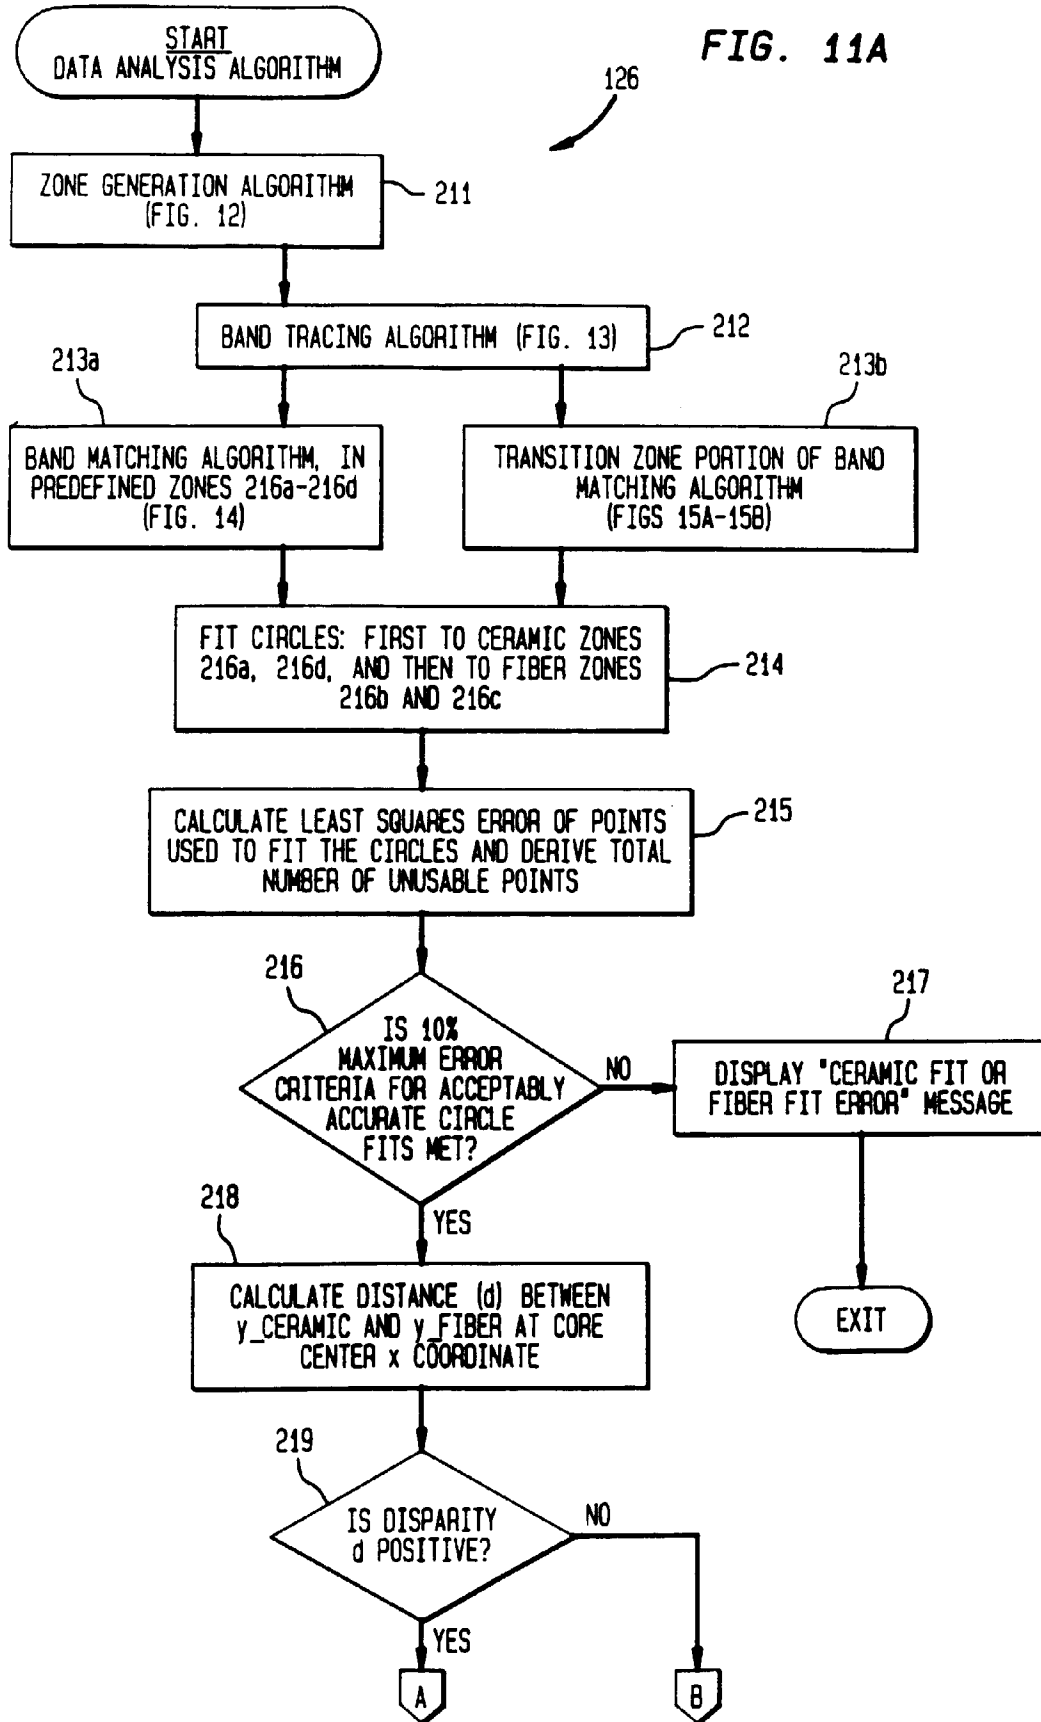 FIG. 11A
START
DATA ANALYSIS ALGORITHM
126
ZONE GENERATION ALGORITHM
(FIG. 12)
211
BAND TRACING ALGORITHM (FIG. 13)
212
213a
213b
BAND MATCHING ALGORITHM, IN
PREDEFINED ZONES 216a-216d
(FIG. 14)
TRANSITION ZONE PORTION OF BAND
MATCHING ALGORITHM
(FIGS 15A-15B)
FIT CIRCLES: FIRST TO CERAMIC ZONES
216a, 216d, AND THEN TO FIBER ZONES
216b AND 216c
214
CALCULATE LEAST SQUARES ERROR OF POINTS
USED TO FIT THE CIRCLES AND DERIVE TOTAL
NUMBER OF UNUSABLE POINTS
215
216
IS 10%
MAXIMUM ERROR
CRITERIA FOR ACCEPTABLY
ACCURATE CIRCLE
FITS MET?
NO
217
DISPLAY "CERAMIC FIT OR
FIBER FIT ERROR" MESSAGE
EXIT
YES
218
CALCULATE DISTANCE (d) BETWEEN
y_CERAMIC AND y_FIBER AT CORE
CENTER x COORDINATE
219
IS DISPARITY
d POSITIVE?
NO
YES
A
B